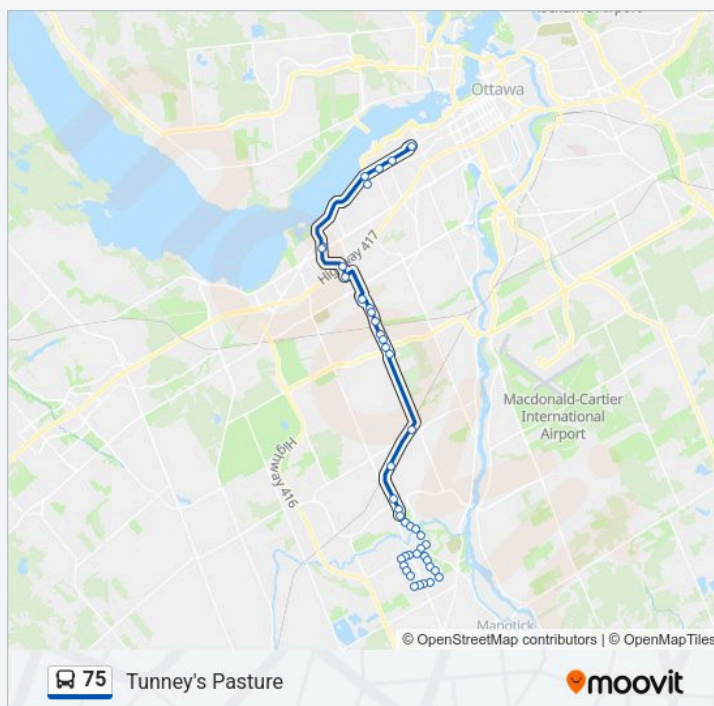 Ottawa
Highway 417
Macdonald-Cartier
International
Airport
Highway 416
Manotick
© OpenStreetMap contributors | © OpenMapTiles
75 Tunney's Pasture
moovit